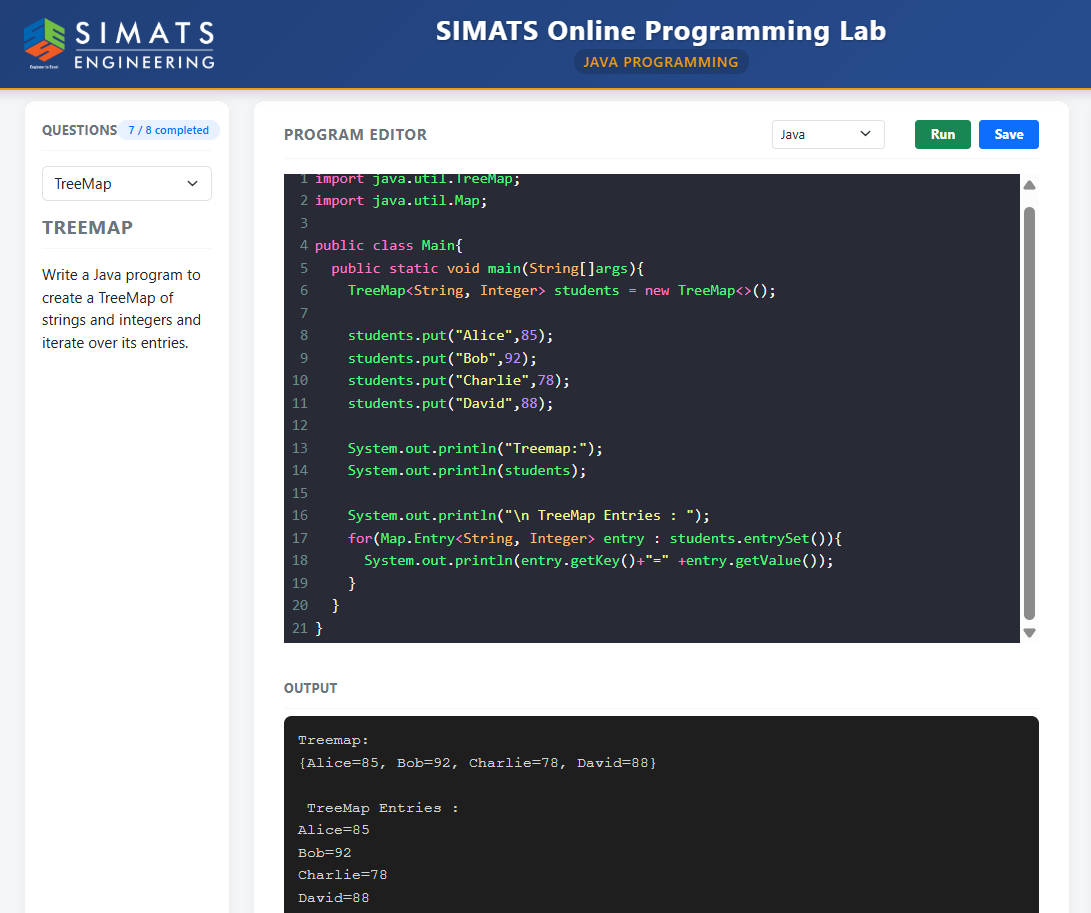 SIMATS
ENGINEERING
Engineer to Excel
SIMATS Online Programming Lab
JAVA PROGRAMMING
QUESTIONS 7 / 8 completed
TreeMap
TREEMAP
Write a Java program to
create a TreeMap of
strings and integers and
iterate over its entries.
PROGRAM EDITOR
Java
Run
Save
1 import java.util.TreeMap;
2 import java.util.Map;
3
4 public class Main{
5   public static void main(String[]args){
6     TreeMap<String, Integer> students = new TreeMap<>();
7
8     students.put("Alice",85);
9     students.put("Bob",92);
10     students.put("Charlie",78);
11     students.put("David",88);
12
13     System.out.println("Treemap:");
14     System.out.println(students);
15
16     System.out.println("\n TreeMap Entries : ");
17     for(Map.Entry<String, Integer> entry : students.entrySet()){
18       System.out.println(entry.getKey()+"=" +entry.getValue());
19     }
20   }
21 }
OUTPUT
Treemap:
{Alice=85, Bob=92, Charlie=78, David=88}
 TreeMap Entries :
Alice=85
Bob=92
Charlie=78
David=88